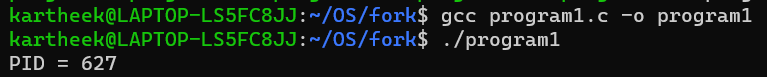 kartheek@LAPTOP-LS5FC8JJ:~/OS/fork$ gcc program1.c -o program1
kartheek@LAPTOP-LS5FC8JJ:~/OS/fork$ ./program1
PID = 627